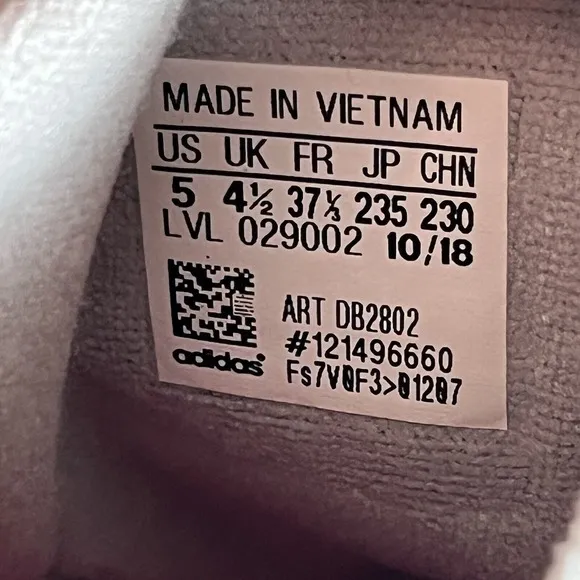 MADE IN VIETNAM
US UK FR JP CHN
5 4½ 37⅓ 235 230
LVL 029002 10/18
ART DB2802
#121496660
adidas
Fs7V0F3>01207